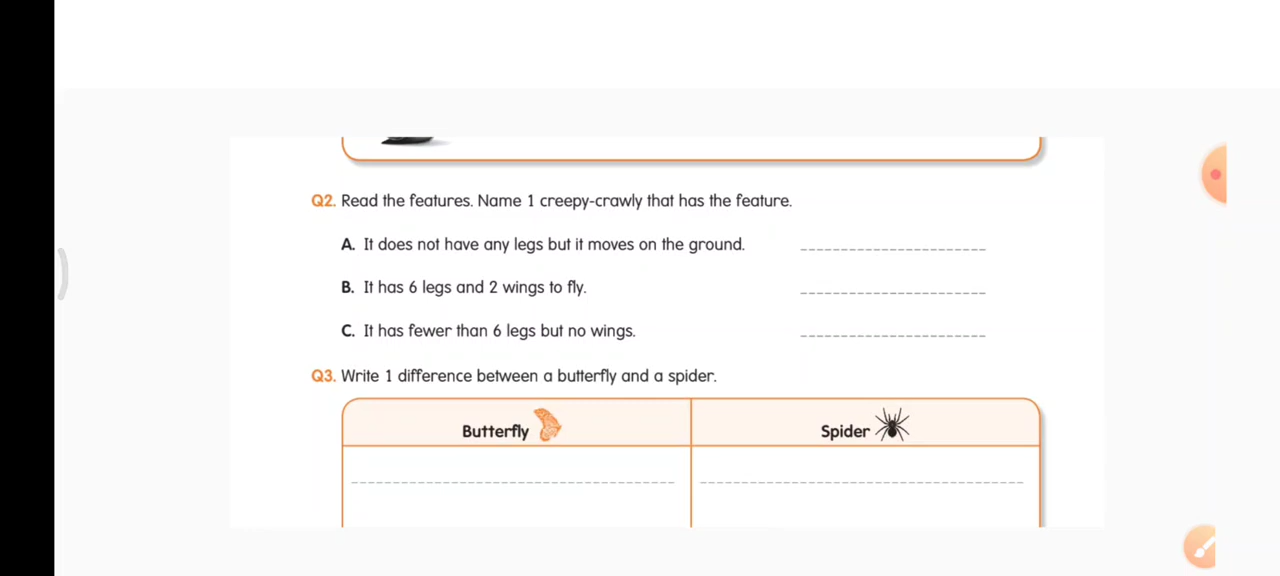 Q2. Read the features. Name 1 creepy-crawly that has the feature.
A. It does not have any legs but it moves on the ground.
B. It has 6 legs and 2 wings to fly.
C. It has fewer than 6 legs but no wings.
Q3. Write 1 difference between a butterfly and a spider.
Butterfly Spider